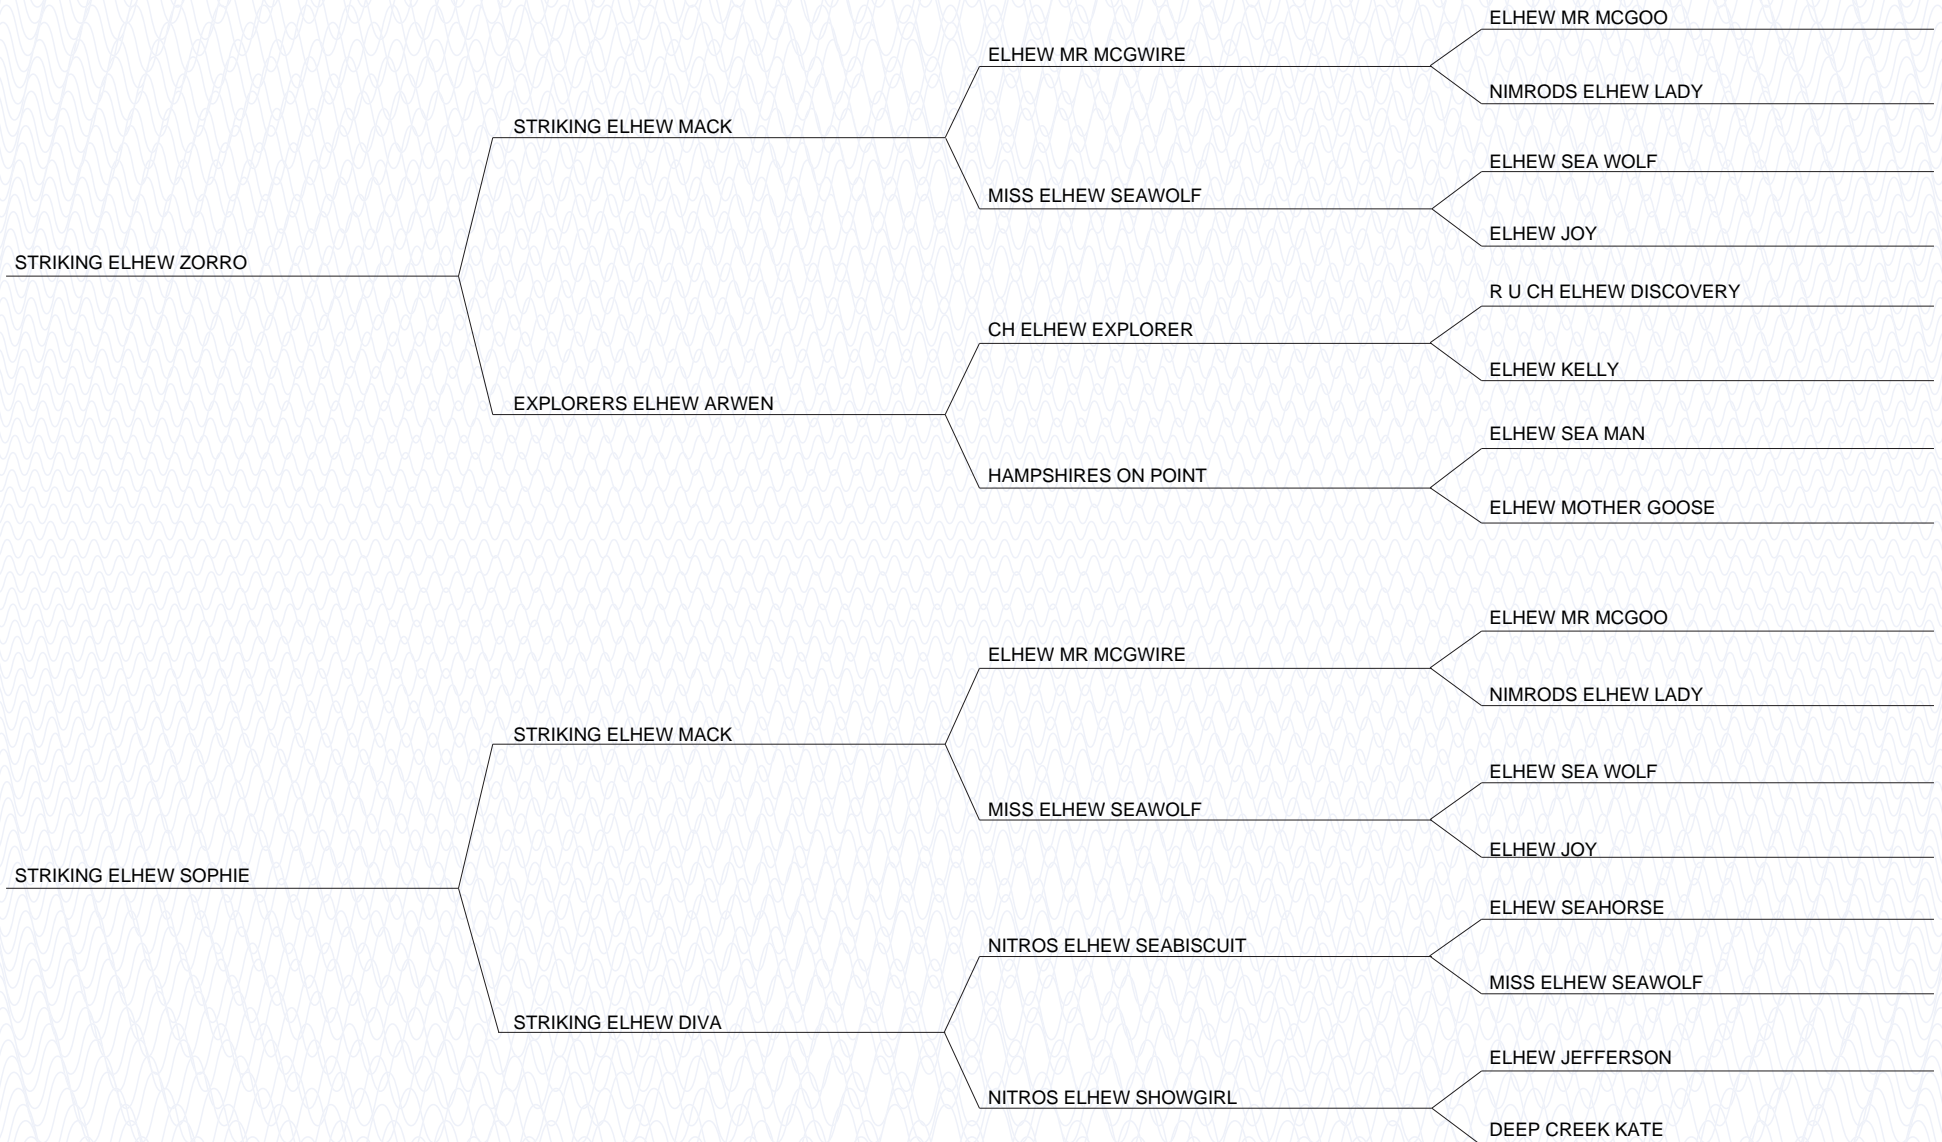 ELHEW MR MCGOO
ELHEW MR MCGWIRE
NIMRODS ELHEW LADY
STRIKING ELHEW MACK
ELHEW SEA WOLF
MISS ELHEW SEAWOLF
ELHEW JOY
STRIKING ELHEW ZORRO
R U CH ELHEW DISCOVERY
CH ELHEW EXPLORER
ELHEW KELLY
EXPLORERS ELHEW ARWEN
ELHEW SEA MAN
HAMPSHIRES ON POINT
ELHEW MOTHER GOOSE
ELHEW MR MCGOO
ELHEW MR MCGWIRE
NIMRODS ELHEW LADY
STRIKING ELHEW MACK
ELHEW SEA WOLF
MISS ELHEW SEAWOLF
ELHEW JOY
STRIKING ELHEW SOPHIE
ELHEW SEAHORSE
NITROS ELHEW SEABISCUIT
MISS ELHEW SEAWOLF
STRIKING ELHEW DIVA
ELHEW JEFFERSON
NITROS ELHEW SHOWGIRL
DEEP CREEK KATE